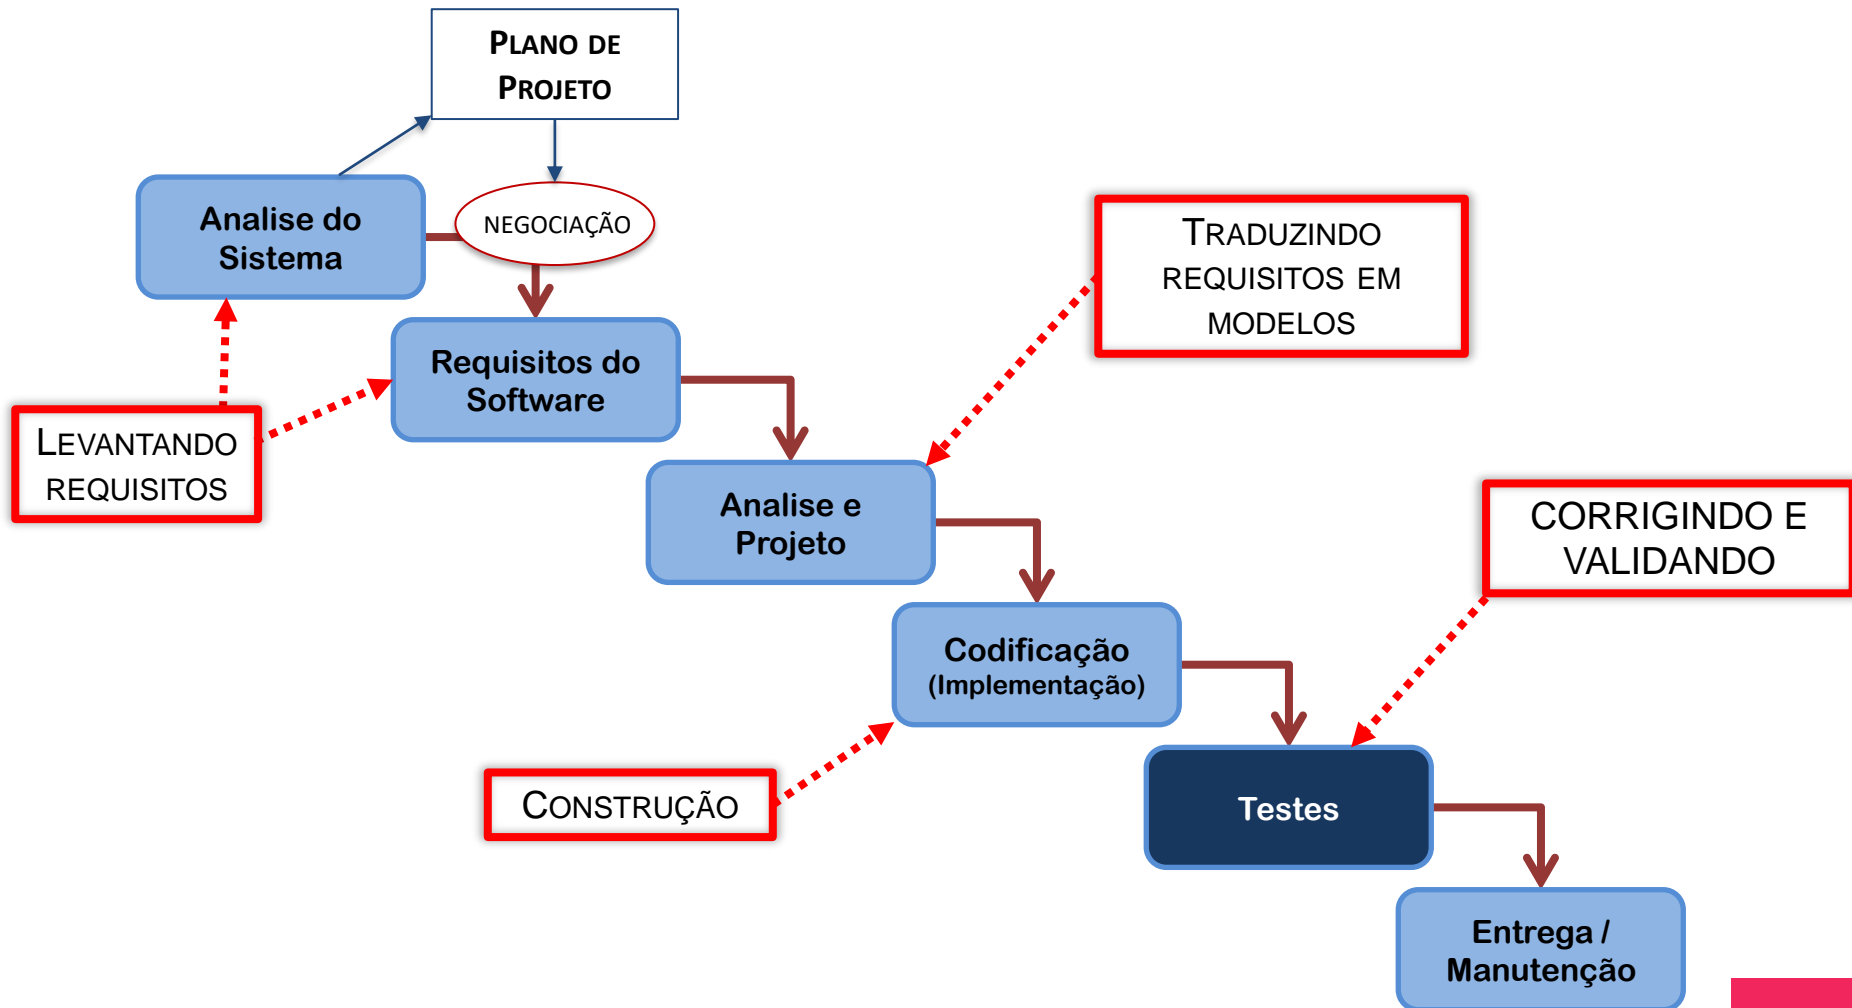 PLANO DE
PROJETO
NEGOCIAÇÃO
Analise do
Sistema
TRADUZINDO
REQUISITOS EM
MODELOS
Requisitos do
Software
LEVANTANDO
REQUISITOS
Analise e
Projeto
CORRIGINDO E
VALIDANDO
Codificação
(Implementação)
CONSTRUÇÃO
Testes
Entrega /
Manutenção